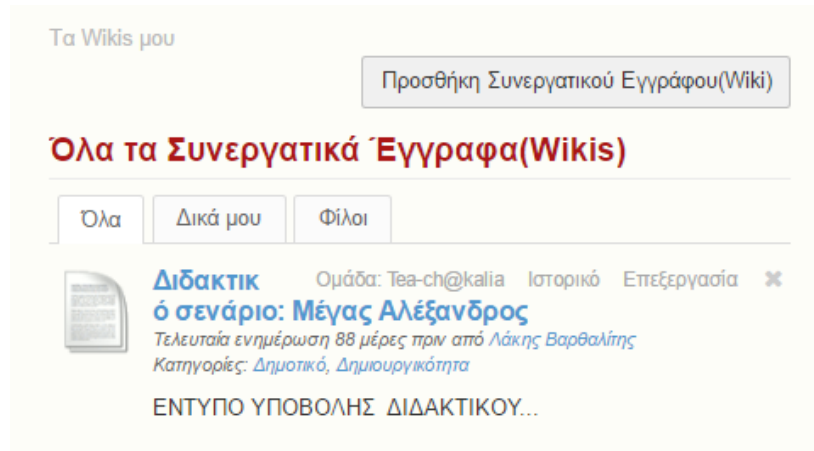 Τα Wikis μου
Προσθήκη Συνεργατικού Εγγράφου(Wiki)
Όλα τα Συνεργατικά Έγγραφα(Wikis)
Όλα Δικά μου Φίλοι
Διδακτικ Ομάδα: Tea-ch@kalia Ιστορικό Επεξεργασία ✖
ό σενάριο: Μέγας Αλέξανδρος
Τελευταία ενημέρωση 88 μέρες πριν από Λάκης Βαρθαλίτης
Κατηγορίες: Δημοτικό, Δημιουργικότητα
ΕΝΤΥΠΟ ΥΠΟΒΟΛΗΣ ΔΙΔΑΚΤΙΚΟΥ...